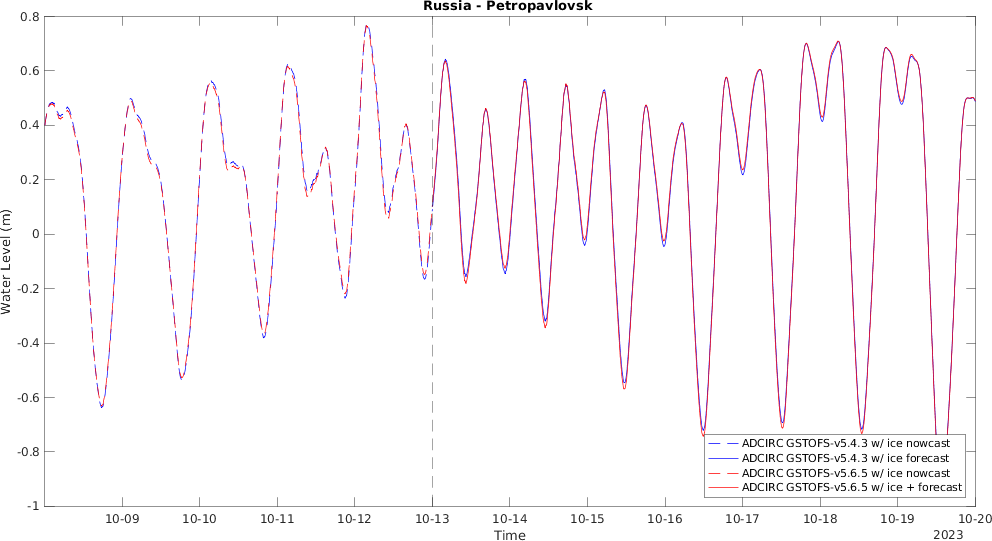 Russia - Petropavlovsk
Water Level (m)
0.8
0.6
0.4
0.2
0
-0.2
-0.4
-0.6
-0.8
-1
10-09 10-10 10-11 10-12 10-13 10-14 10-15 10-16 10-17 10-18 10-19 10-20
Time
2023
ADCIRC GSTOFS-v5.4.3 w/ ice nowcast
ADCIRC GSTOFS-v5.4.3 w/ ice forecast
ADCIRC GSTOFS-v5.6.5 w/ ice nowcast
ADCIRC GSTOFS-v5.6.5 w/ ice + forecast